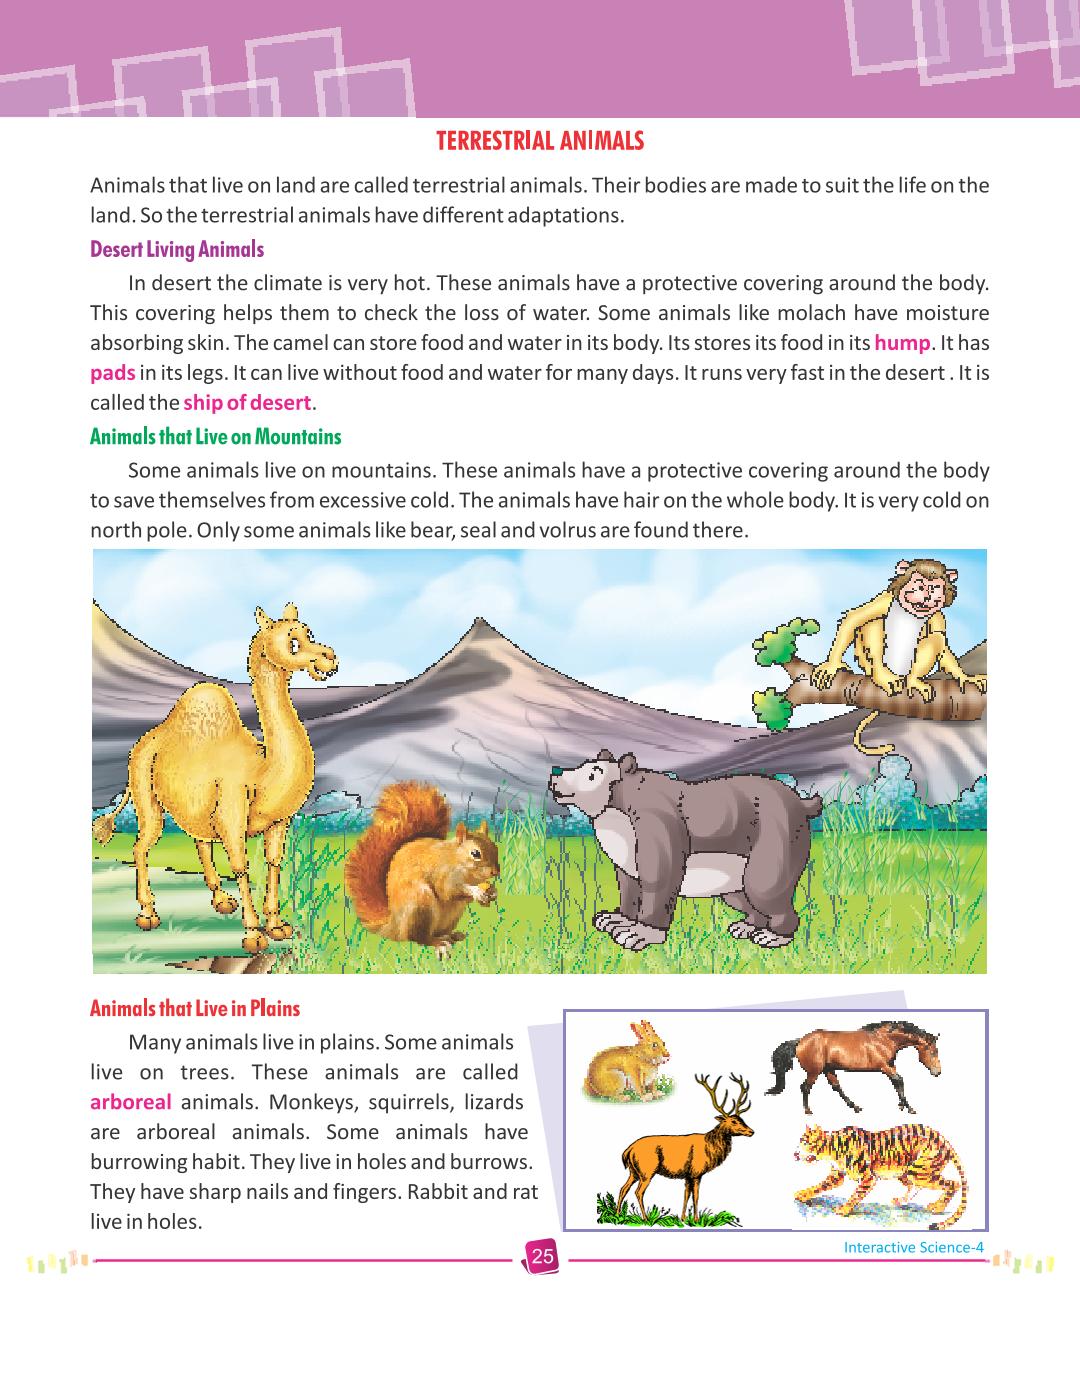 TERRESTRIAL ANIMALS
Animals that live on land are called terrestrial animals. Their bodies are made to suit the life on the
land. So the terrestrial animals have different adaptations.
Desert Living Animals
In desert the climate is very hot. These animals have a protective covering around the body.
This covering helps them to check the loss of water. Some animals like molach have moisture
absorbing skin. The camel can store food and water in its body. Its stores its food in its hump. It has
pads in its legs. It can live without food and water for many days. It runs very fast in the desert . It is
called the ship of desert.
Animals that Live on Mountains
Some animals live on mountains. These animals have a protective covering around the body
to save themselves from excessive cold. The animals have hair on the whole body. It is very cold on
north pole. Only some animals like bear, seal and volrus are found there.
Animals that Live in Plains
Many animals live in plains. Some animals
live on trees. These animals are called
arboreal animals. Monkeys, squirrels, lizards
are arboreal animals. Some animals have
burrowing habit. They live in holes and burrows.
They have sharp nails and fingers. Rabbit and rat
live in holes.
Interactive Science-4
25